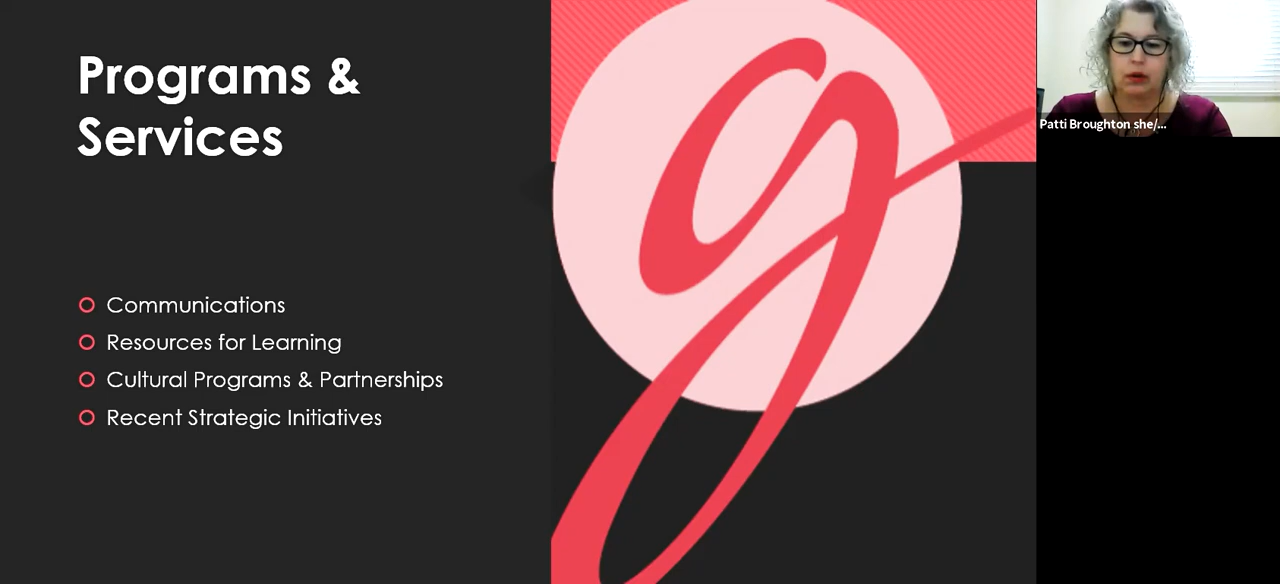 Programs &
Services
Communications
Resources for Learning
Cultural Programs & Partnerships
Recent Strategic Initiatives
g
Patti Broughton she/...